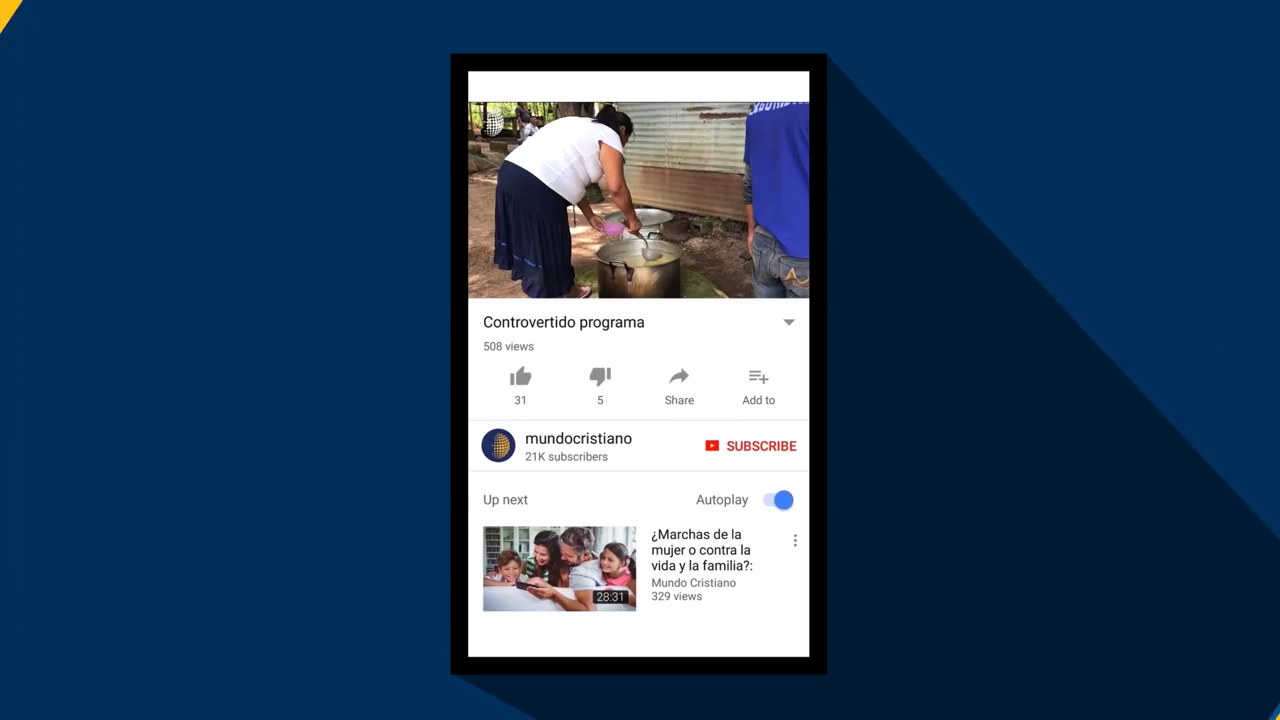 Controvertido programa
508 views
31
5
Share
Add to
mundocristiano
21K subscribers
SUBSCRIBE
Up next
Autoplay
¿Marchas de la
mujer o contra la
vida y la familia?:
Mundo Cristiano
329 views
28:31